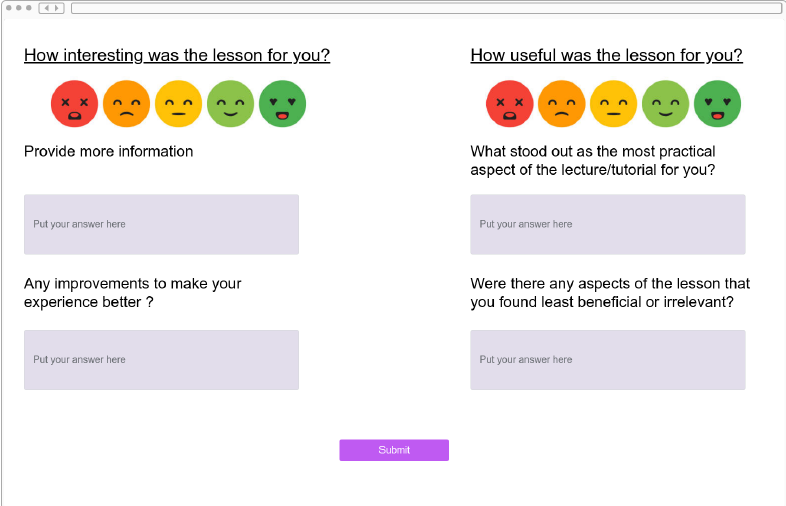 How interesting was the lesson for you?
Provide more information
Put your answer here
Any improvements to make your
experience better ?
Put your answer here
How useful was the lesson for you?
What stood out as the most practical
aspect of the lecture/tutorial for you?
Put your answer here
Were there any aspects of the lesson that
you found least beneficial or irrelevant?
Put your answer here
Submit